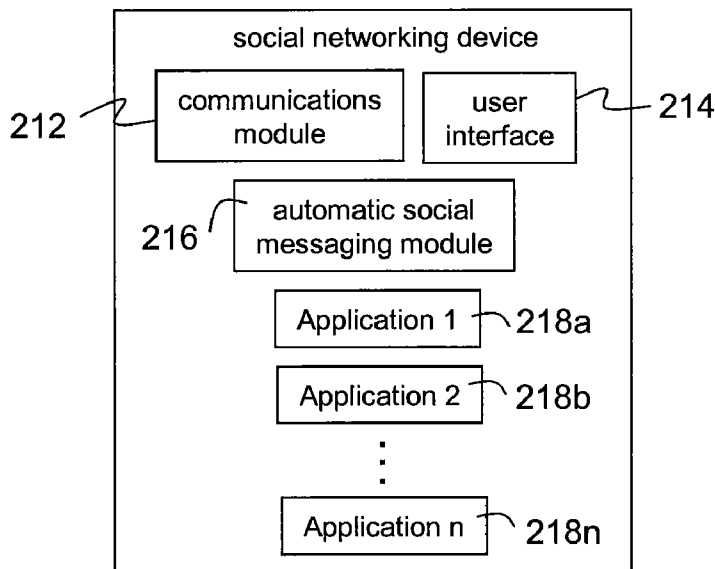 social networking device
communications
module
user
interface
212
214
automatic social
messaging module
216
Application 1
218a
Application 2
218b
Application n
218n